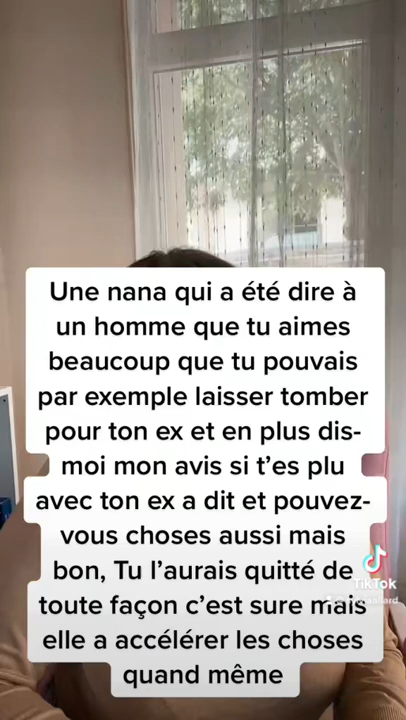 Une nana qui a été dire à
un homme que tu aimes
beaucoup que tu pouvais
par exemple laisser tomber
pour ton ex et en plus dis-
moi mon avis si t’es plu
avec ton ex a dit et pouvez-
vous choses aussi mais
bon, Tu l’aurais quitté de
toute façon c’est sure mais
elle a accélérer les choses
quand même
TikTok